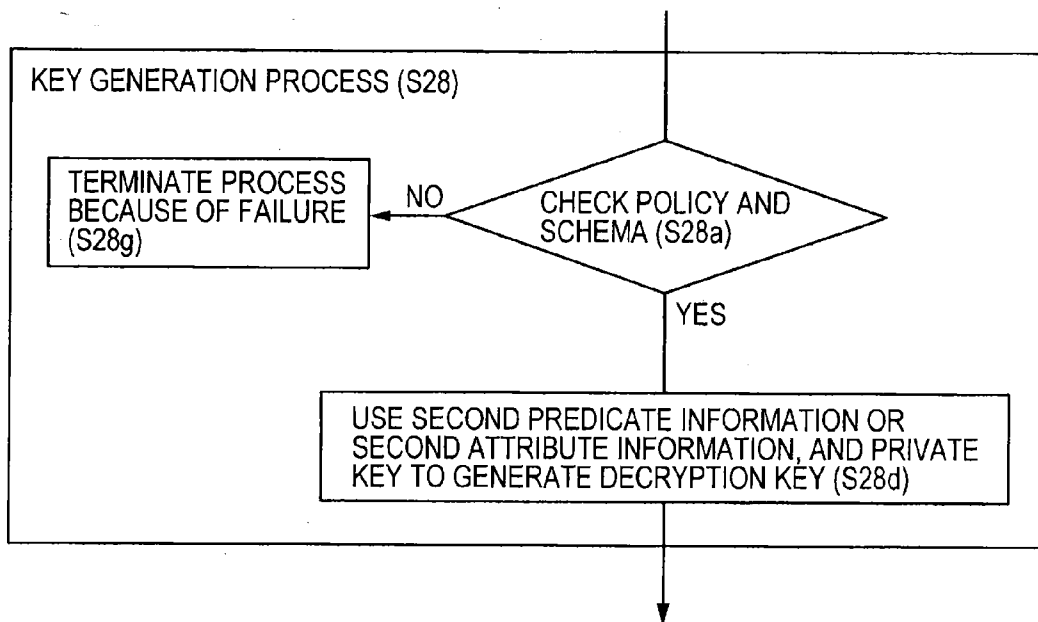 KEY GENERATION PROCESS (S28)
TERMINATE PROCESS
BECAUSE OF FAILURE
(S28g)
NO
CHECK POLICY AND
SCHEMA (S28a)
YES
USE SECOND PREDICATE INFORMATION OR
SECOND ATTRIBUTE INFORMATION, AND PRIVATE
KEY TO GENERATE DECRYPTION KEY (S28d)